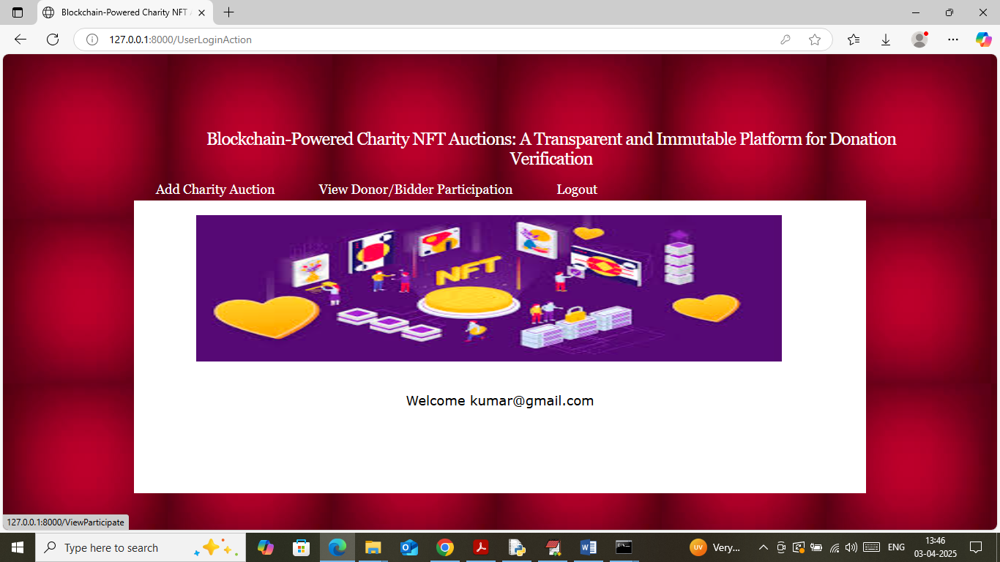 Blockchain-Powered Charity NFT A
127.0.0.1:8000/UserLoginAction
Blockchain-Powered Charity NFT Auctions: A Transparent and Immutable Platform for Donation
Verification
Add Charity Auction View Donor/Bidder Participation Logout
NFT
Welcome kumar@gmail.com
127.0.0.1:8000/ViewParticipate
Type here to search
UV Very... ENG
13:46
03-04-2025